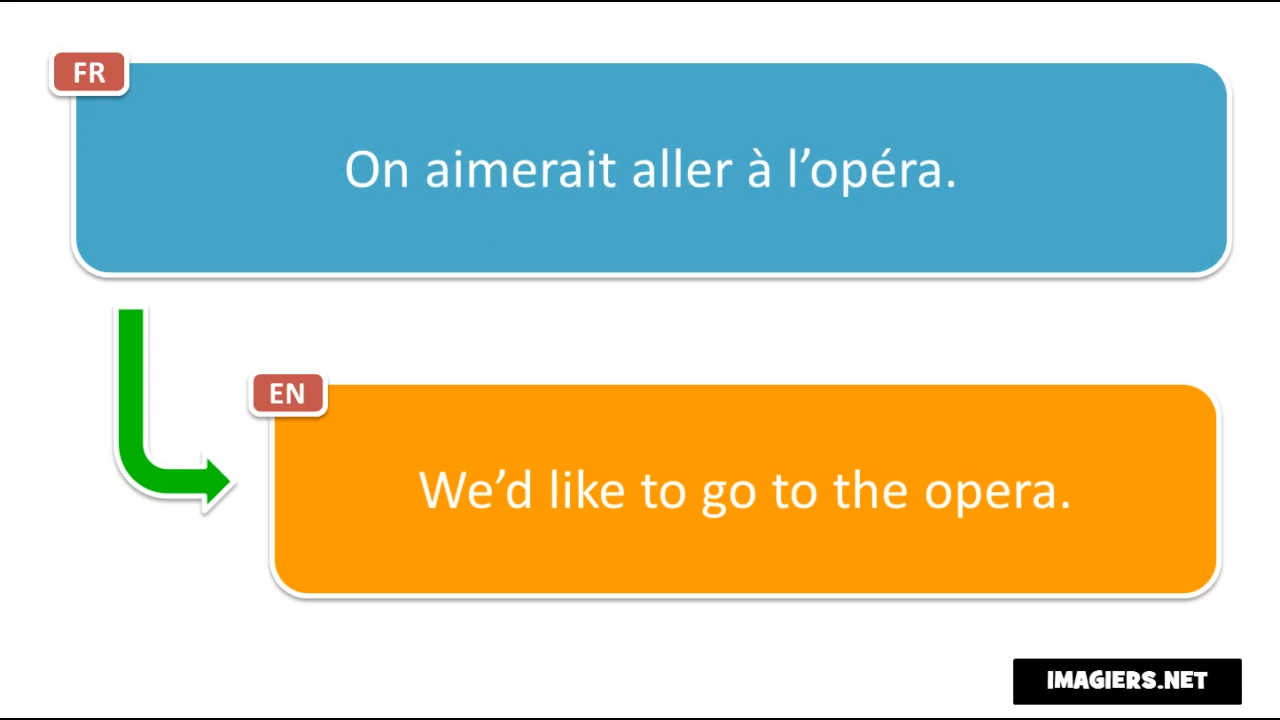 FR
On aimerait aller à l’opéra.
EN
We’d like to go to the opera.
IMAGIERS.NET